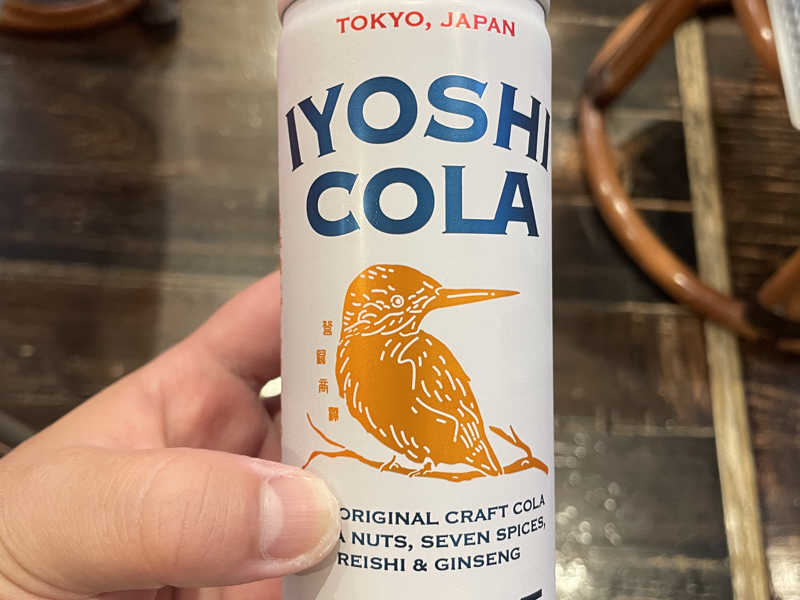 TOKYO, JAPAN
IYOSHI
COLA
ORIGINAL CRAFT COLA
NUTS, SEVEN SPICES,
REISHI & GINSENG